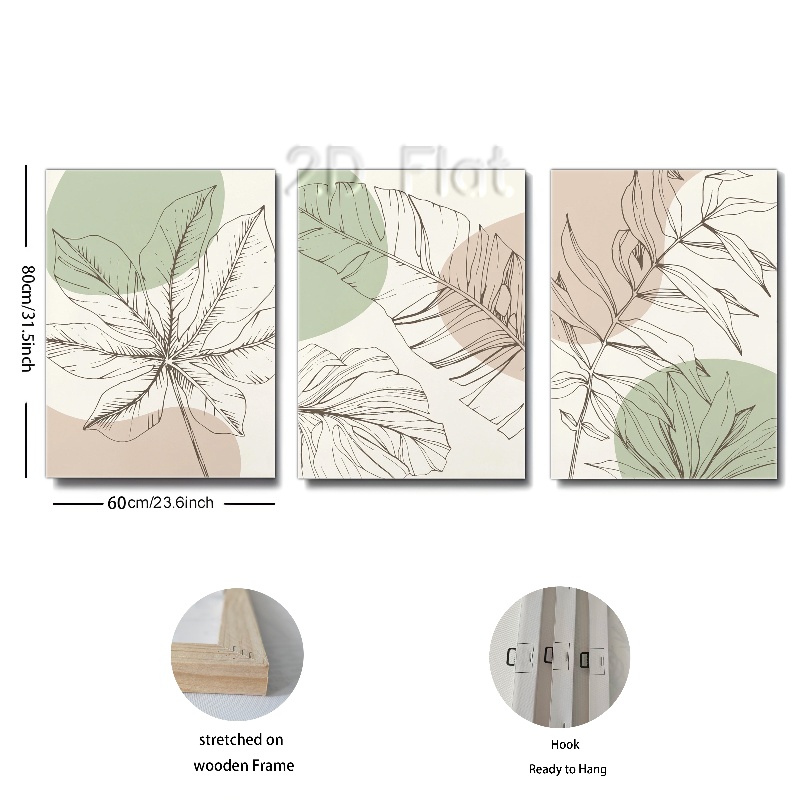 2D Flat
80cm/31.5inch
60cm/23.6inch
stretched on
wooden Frame
Hook
Ready to Hang